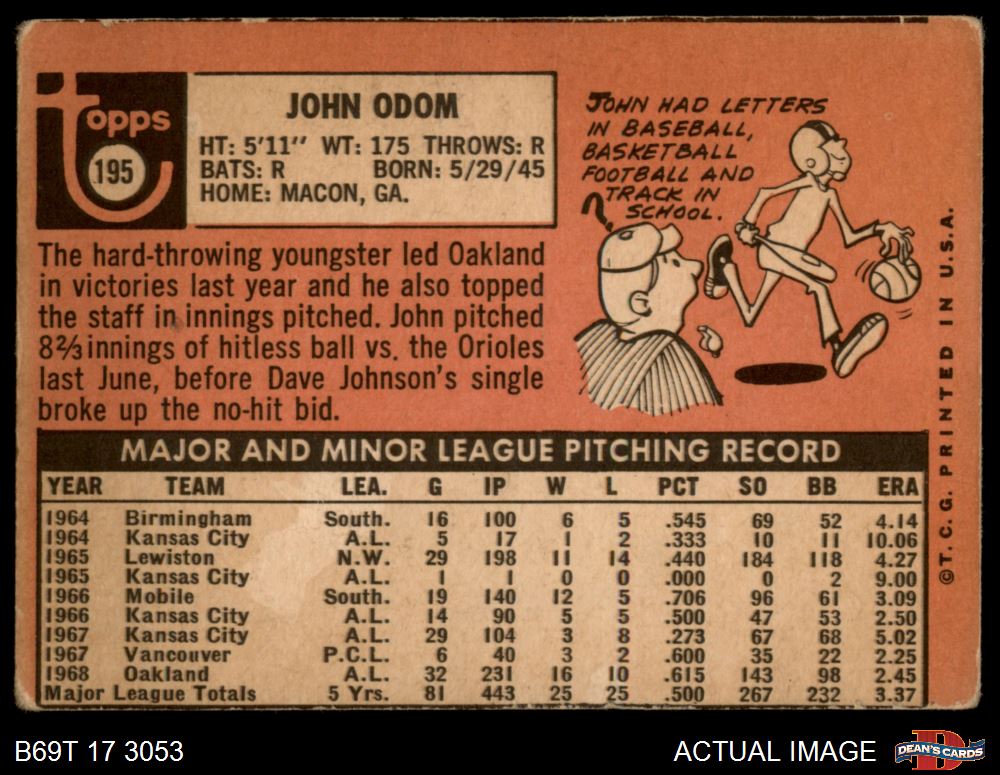 topps
195
JOHN ODOM
HT: 5'11" WT: 175 THROWS: R
BATS: R BORN: 5/29/45
HOME: MACON, GA.
JOHN HAD LETTERS
IN BASEBALL,
BASKETBALL
FOOTBALL AND
TRACK IN
SCHOOL.
?
The hard-throwing youngster led Oakland
in victories last year and he also topped
the staff in innings pitched. John pitched
8⅔ innings of hitless ball vs. the Orioles
last June, before Dave Johnson's single
broke up the no-hit bid.
MAJOR AND MINOR LEAGUE PITCHING RECORD
YEAR TEAM LEA. G IP W L PCT SO BB ERA
1964 Birmingham South. 16 100 6 5 .545 69 52 4.14
1964 Kansas City A.L. 5 17 1 2 .333 10 11 10.06
1965 Lewiston N.W. 29 198 11 14 .440 184 118 4.27
1965 Kansas City A.L. 1 1 0 0 .000 0 2 9.00
1966 Mobile South. 19 140 12 5 .706 96 61 3.09
1966 Kansas City A.L. 14 90 5 5 .500 47 53 2.50
1967 Kansas City A.L. 29 104 3 8 .273 67 68 5.02
1967 Vancouver P.C.L. 6 40 3 2 .600 35 22 2.25
1968 Oakland A.L. 32 231 16 10 .615 143 98 2.45
Major League Totals 5 Yrs. 81 443 25 25 .500 267 232 3.37
©T.C.G. PRINTED IN U.S.A.
B69T 17 3053
ACTUAL IMAGE
D
DEAN'S CARDS